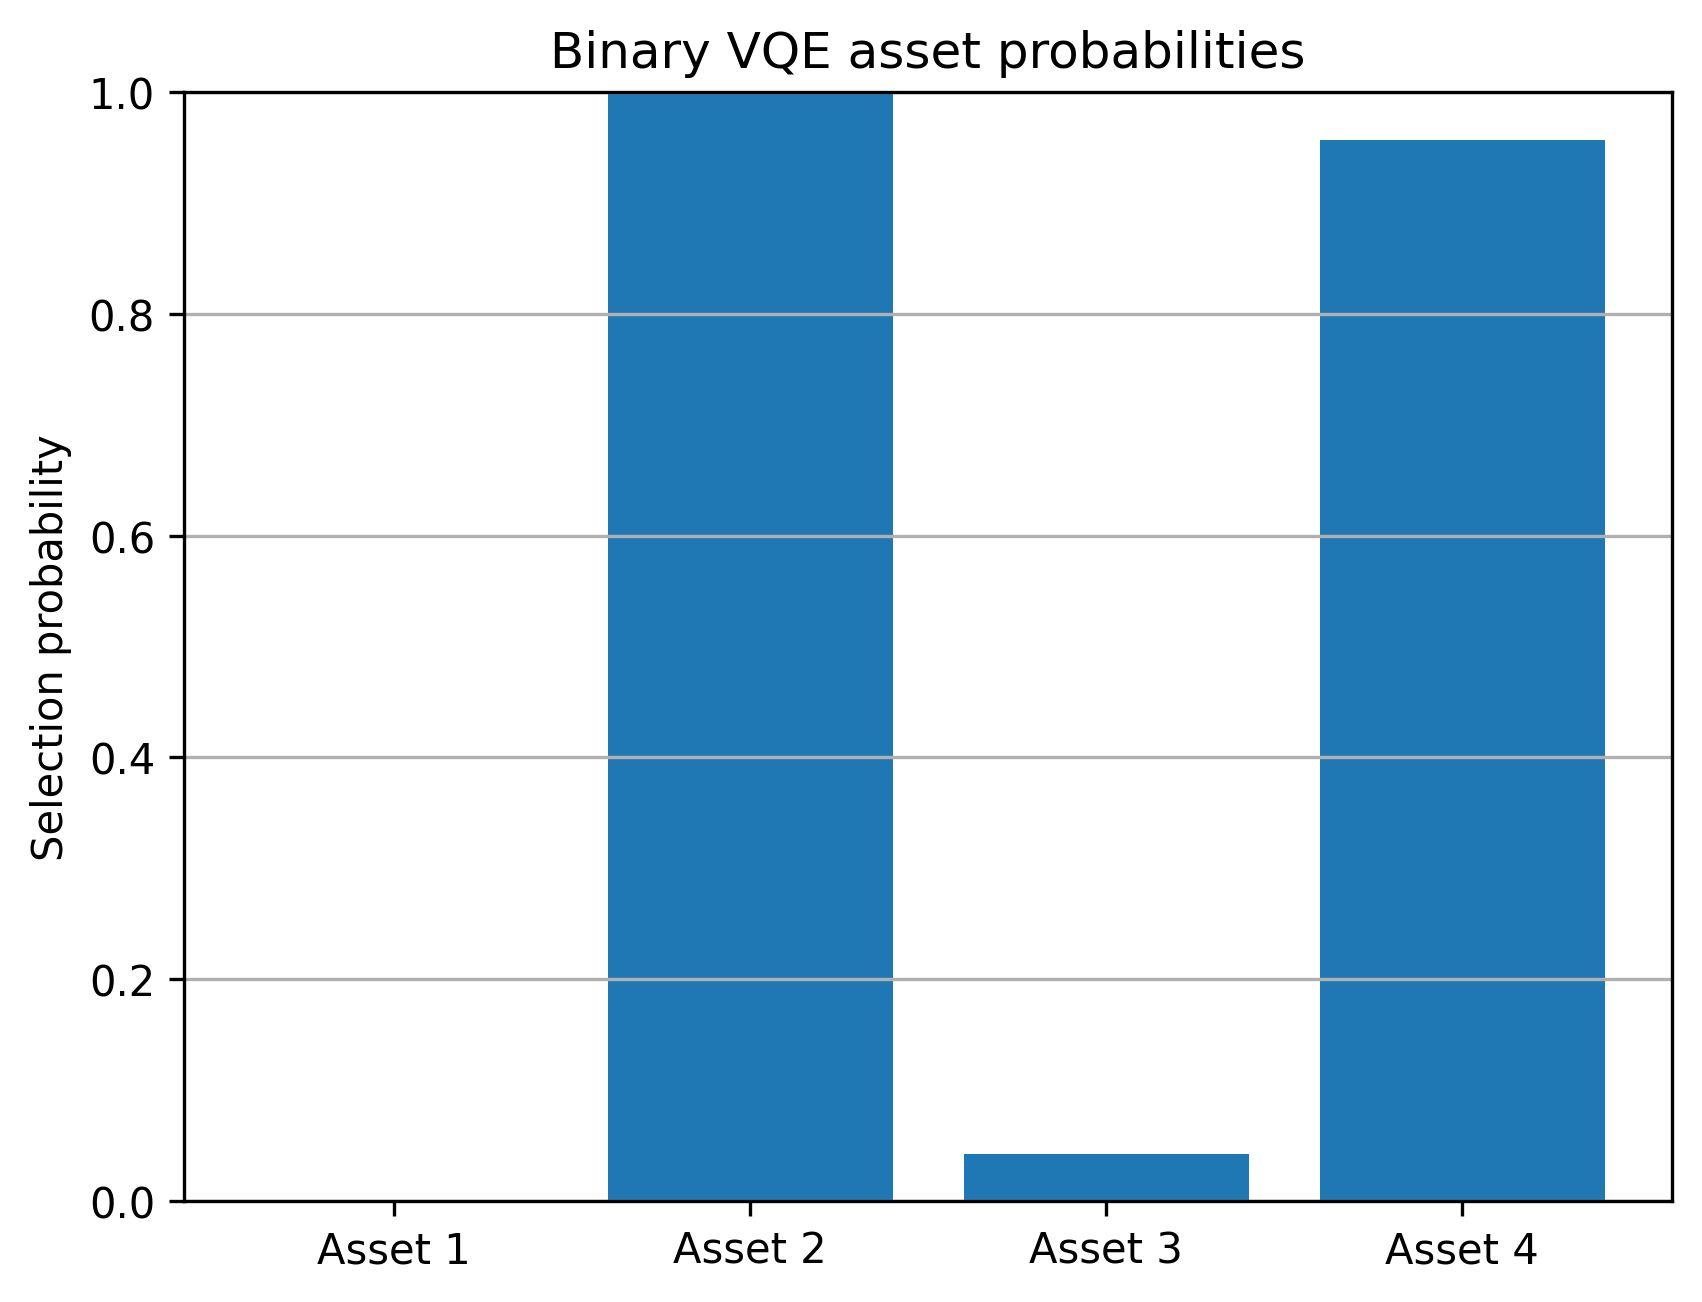 Binary VQE asset probabilities
Selection probability
1.0
0.8
0.6
0.4
0.2
0.0
Asset 1 Asset 2 Asset 3 Asset 4